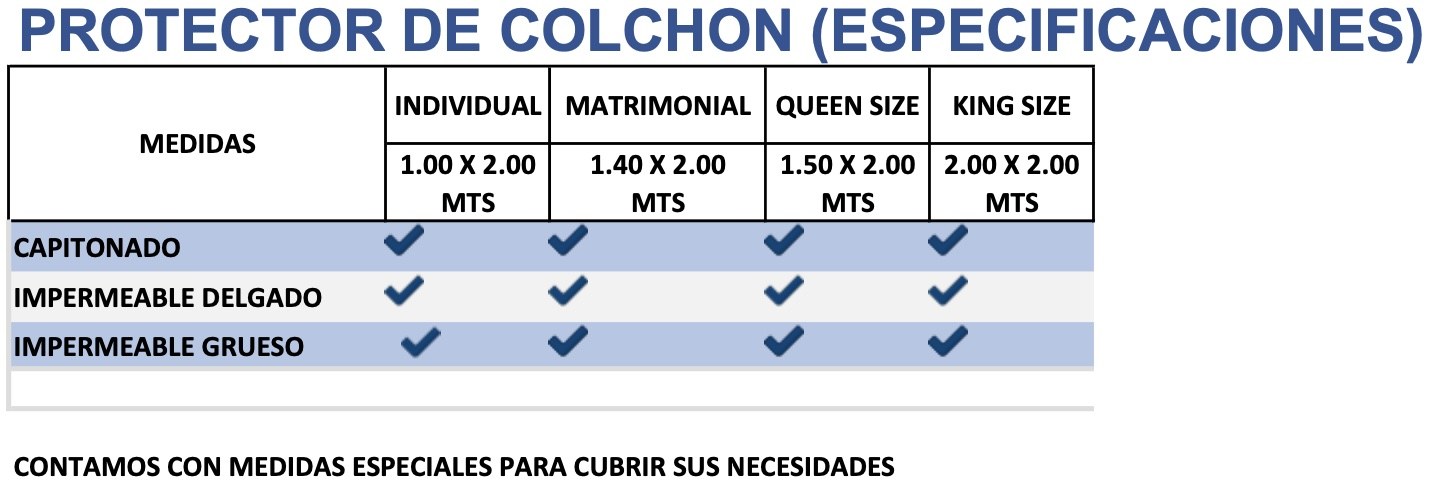 PROTECTOR DE COLCHON (ESPECIFICACIONES)
MEDIDAS
INDIVIDUAL MATRIMONIAL QUEEN SIZE KING SIZE
1.00 X 2.00 MTS 1.40 X 2.00 MTS 1.50 X 2.00 MTS 2.00 X 2.00 MTS
CAPITONADO ✔ ✔ ✔ ✔
IMPERMEABLE DELGADO ✔ ✔ ✔ ✔
IMPERMEABLE GRUESO ✔ ✔ ✔ ✔
CONTAMOS CON MEDIDAS ESPECIALES PARA CUBRIR SUS NECESIDADES